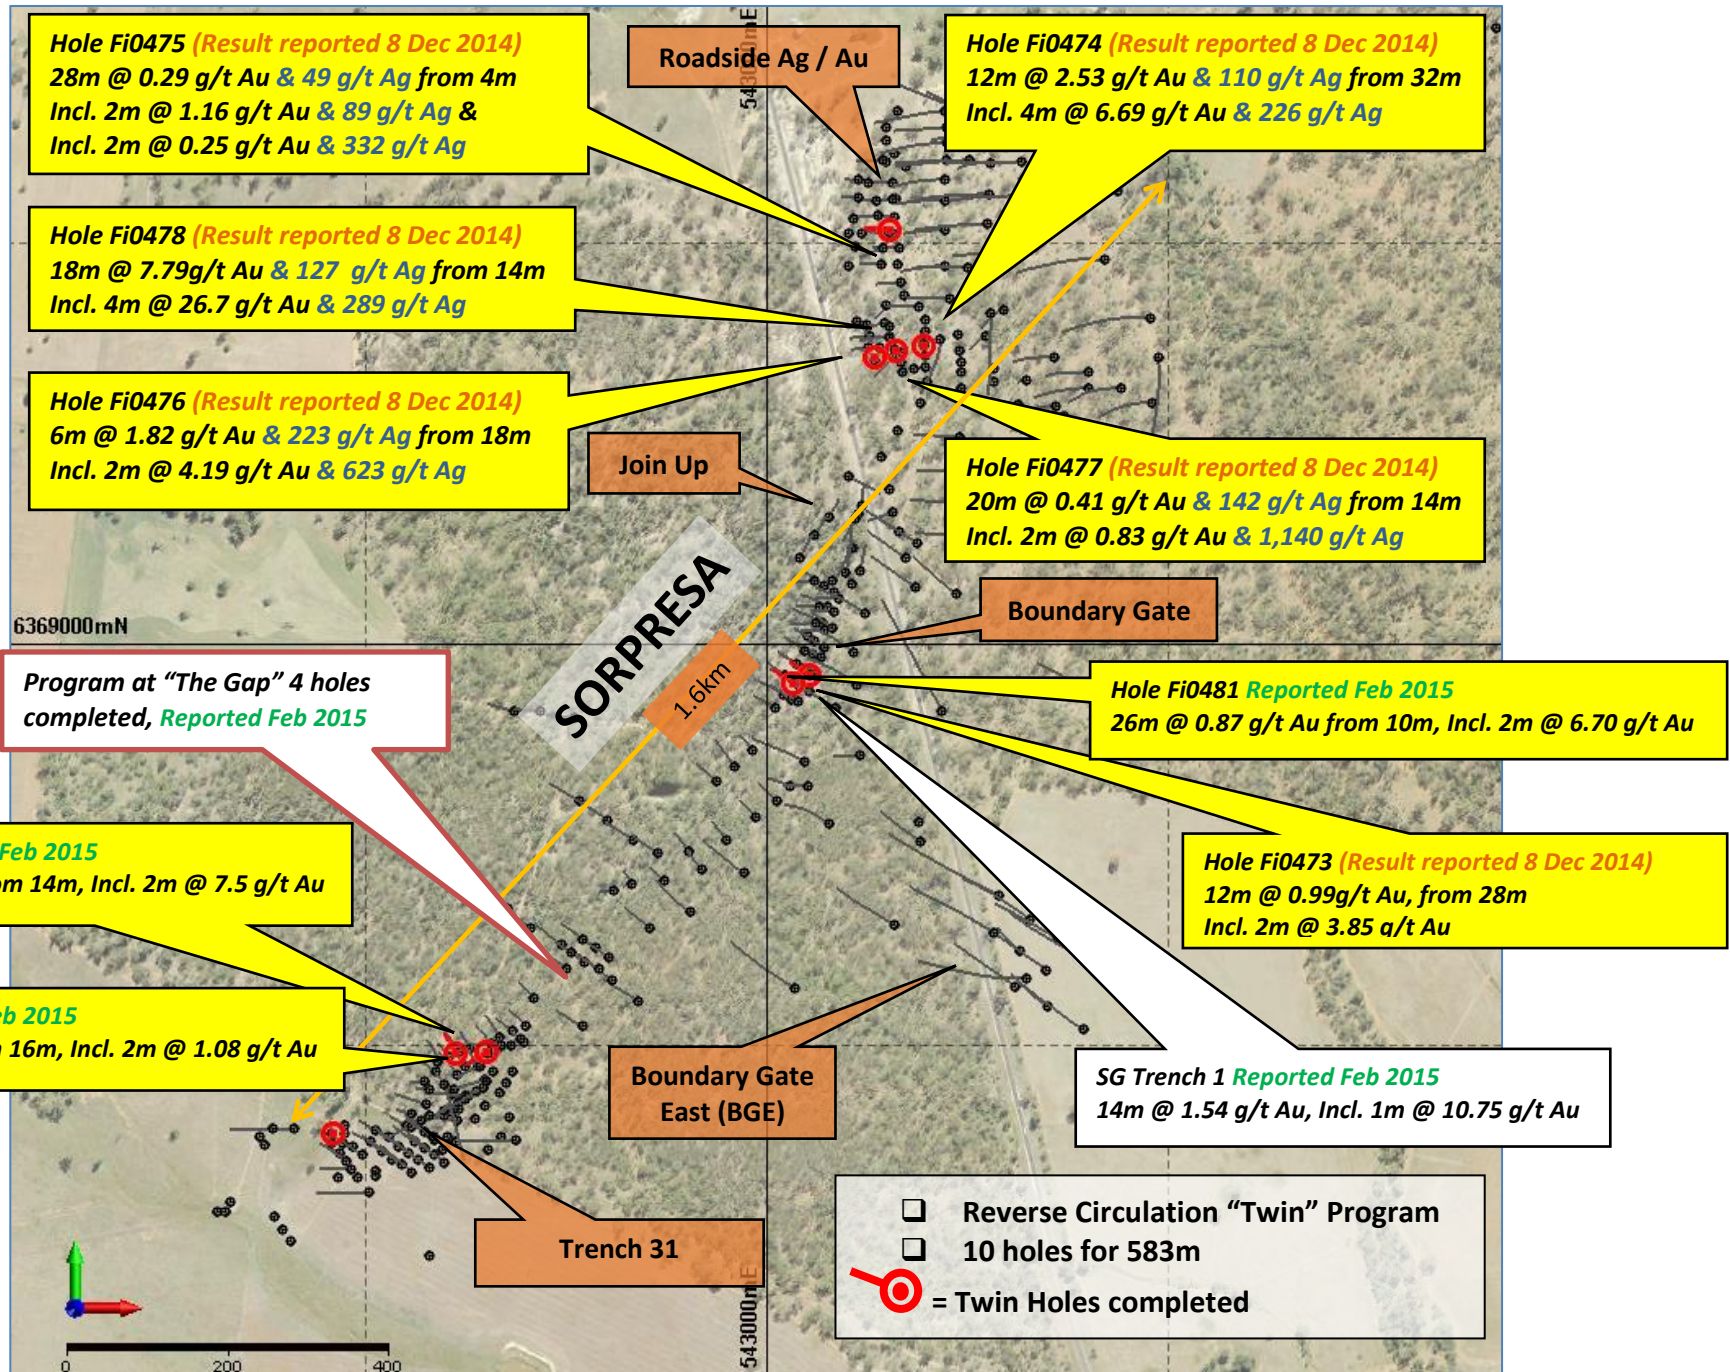 Hole Fi0475 (Result reported 8 Dec 2014)
28m @ 0.29 g/t Au & 49 g/t Ag from 4m
Incl. 2m @ 1.16 g/t Au & 89 g/t Ag &
Incl. 2m @ 0.25 g/t Au & 332 g/t Ag
543000mE
Roadside Ag / Au
Hole Fi0474 (Result reported 8 Dec 2014)
12m @ 2.53 g/t Au & 110 g/t Ag from 32m
Incl. 4m @ 6.69 g/t Au & 226 g/t Ag
Hole Fi0478 (Result reported 8 Dec 2014)
18m @ 7.79g/t Au & 127 g/t Ag from 14m
Incl. 4m @ 26.7 g/t Au & 289 g/t Ag
Hole Fi0476 (Result reported 8 Dec 2014)
6m @ 1.82 g/t Au & 223 g/t Ag from 18m
Incl. 2m @ 4.19 g/t Au & 623 g/t Ag
Join Up
Hole Fi0477 (Result reported 8 Dec 2014)
20m @ 0.41 g/t Au & 142 g/t Ag from 14m
Incl. 2m @ 0.83 g/t Au & 1,140 g/t Ag
SORPRESA
1.6km
Boundary Gate
6369000mN
Program at "The Gap" 4 holes
completed, Reported Feb 2015
Hole Fi0481 Reported Feb 2015
26m @ 0.87 g/t Au from 10m, Incl. 2m @ 6.70 g/t Au
Feb 2015
om 14m, Incl. 2m @ 7.5 g/t Au
Hole Fi0473 (Result reported 8 Dec 2014)
12m @ 0.99g/t Au, from 28m
Incl. 2m @ 3.85 g/t Au
eb 2015
16m, Incl. 2m @ 1.08 g/t Au
Boundary Gate
East (BGE)
SG Trench 1 Reported Feb 2015
14m @ 1.54 g/t Au, Incl. 1m @ 10.75 g/t Au
Trench 31
❑ Reverse Circulation "Twin" Program
❑ 10 holes for 583m
= Twin Holes completed
543000mE
0 200 400